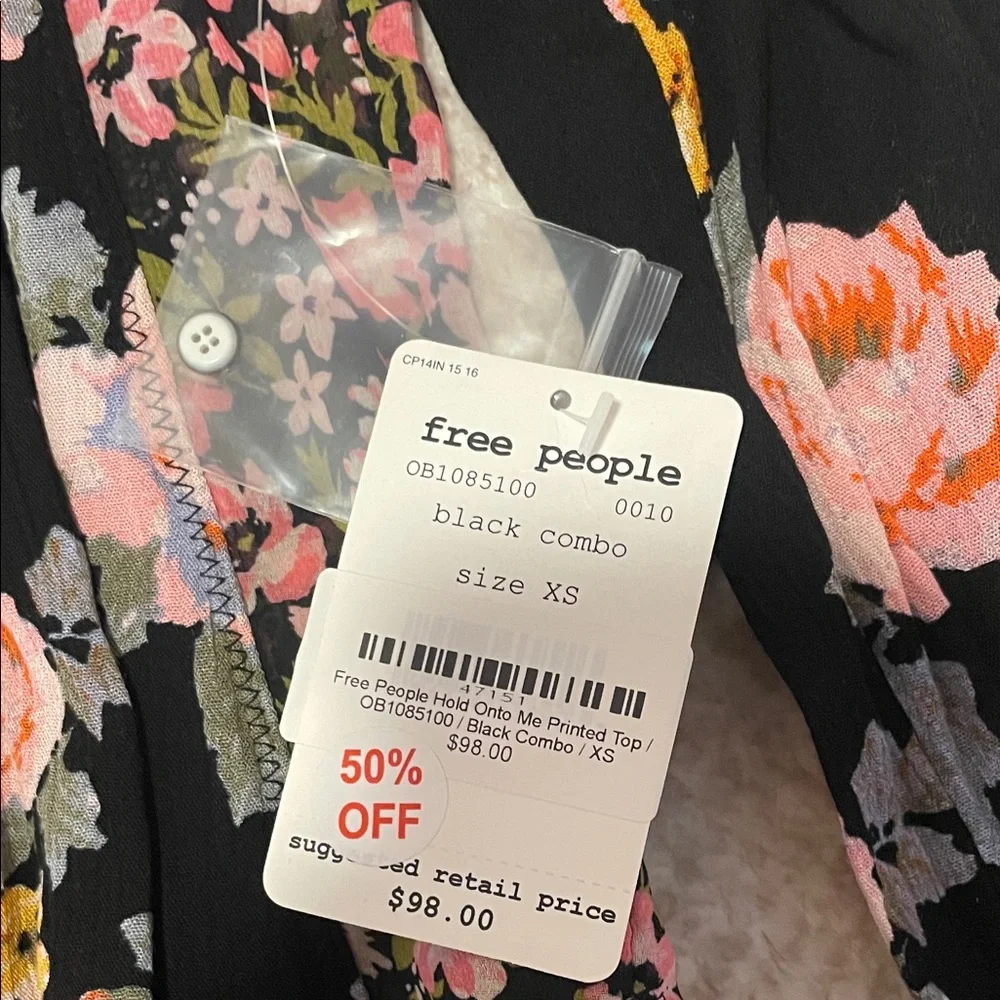 CP14IN 15 16
free people
OB1085100 0010
black combo
size XS
47151
Free People Hold Onto Me Printed Top /
OB1085100 / Black Combo / XS
$98.00
50%
OFF
retail price
$98.00